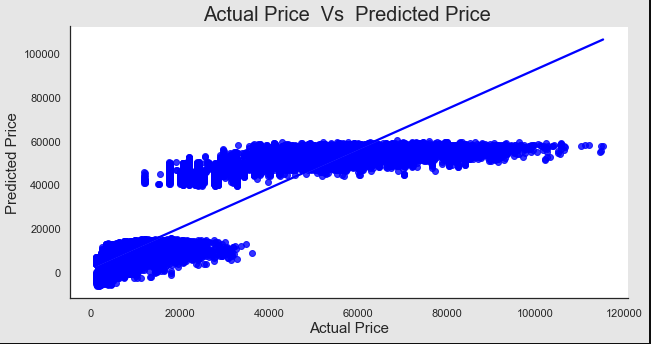 Actual Price  Vs  Predicted Price
100000
80000
60000
40000
20000
0
Predicted Price
0 20000 40000 60000 80000 100000 120000
Actual Price